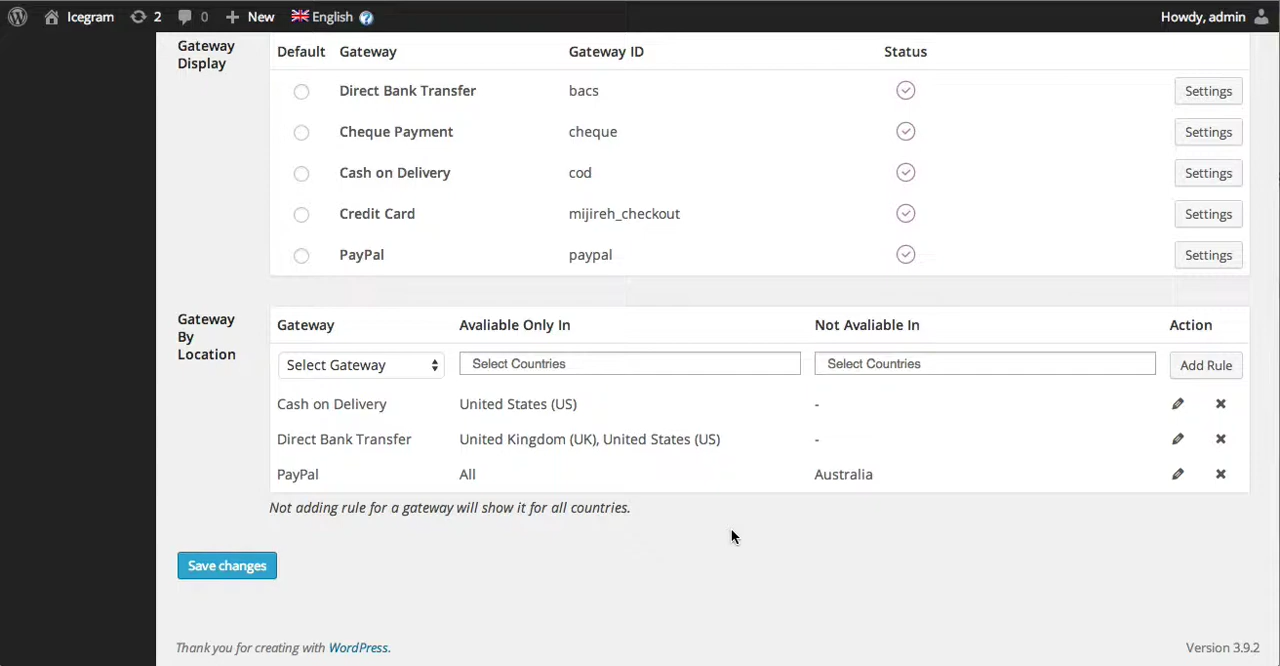 Icegram 2 0 New English Howdy, admin
Gateway Display
Default Gateway Gateway ID Status
Direct Bank Transfer bacs Settings
Cheque Payment cheque Settings
Cash on Delivery cod Settings
Credit Card mijireh_checkout Settings
PayPal paypal Settings
Gateway By Location
Gateway Avaliable Only In Not Avaliable In Action
Select Gateway Select Countries Select Countries Add Rule
Cash on Delivery United States (US) -
Direct Bank Transfer United Kingdom (UK), United States (US) -
PayPal All Australia
Not adding rule for a gateway will show it for all countries.
Save changes
Thank you for creating with WordPress. Version 3.9.2